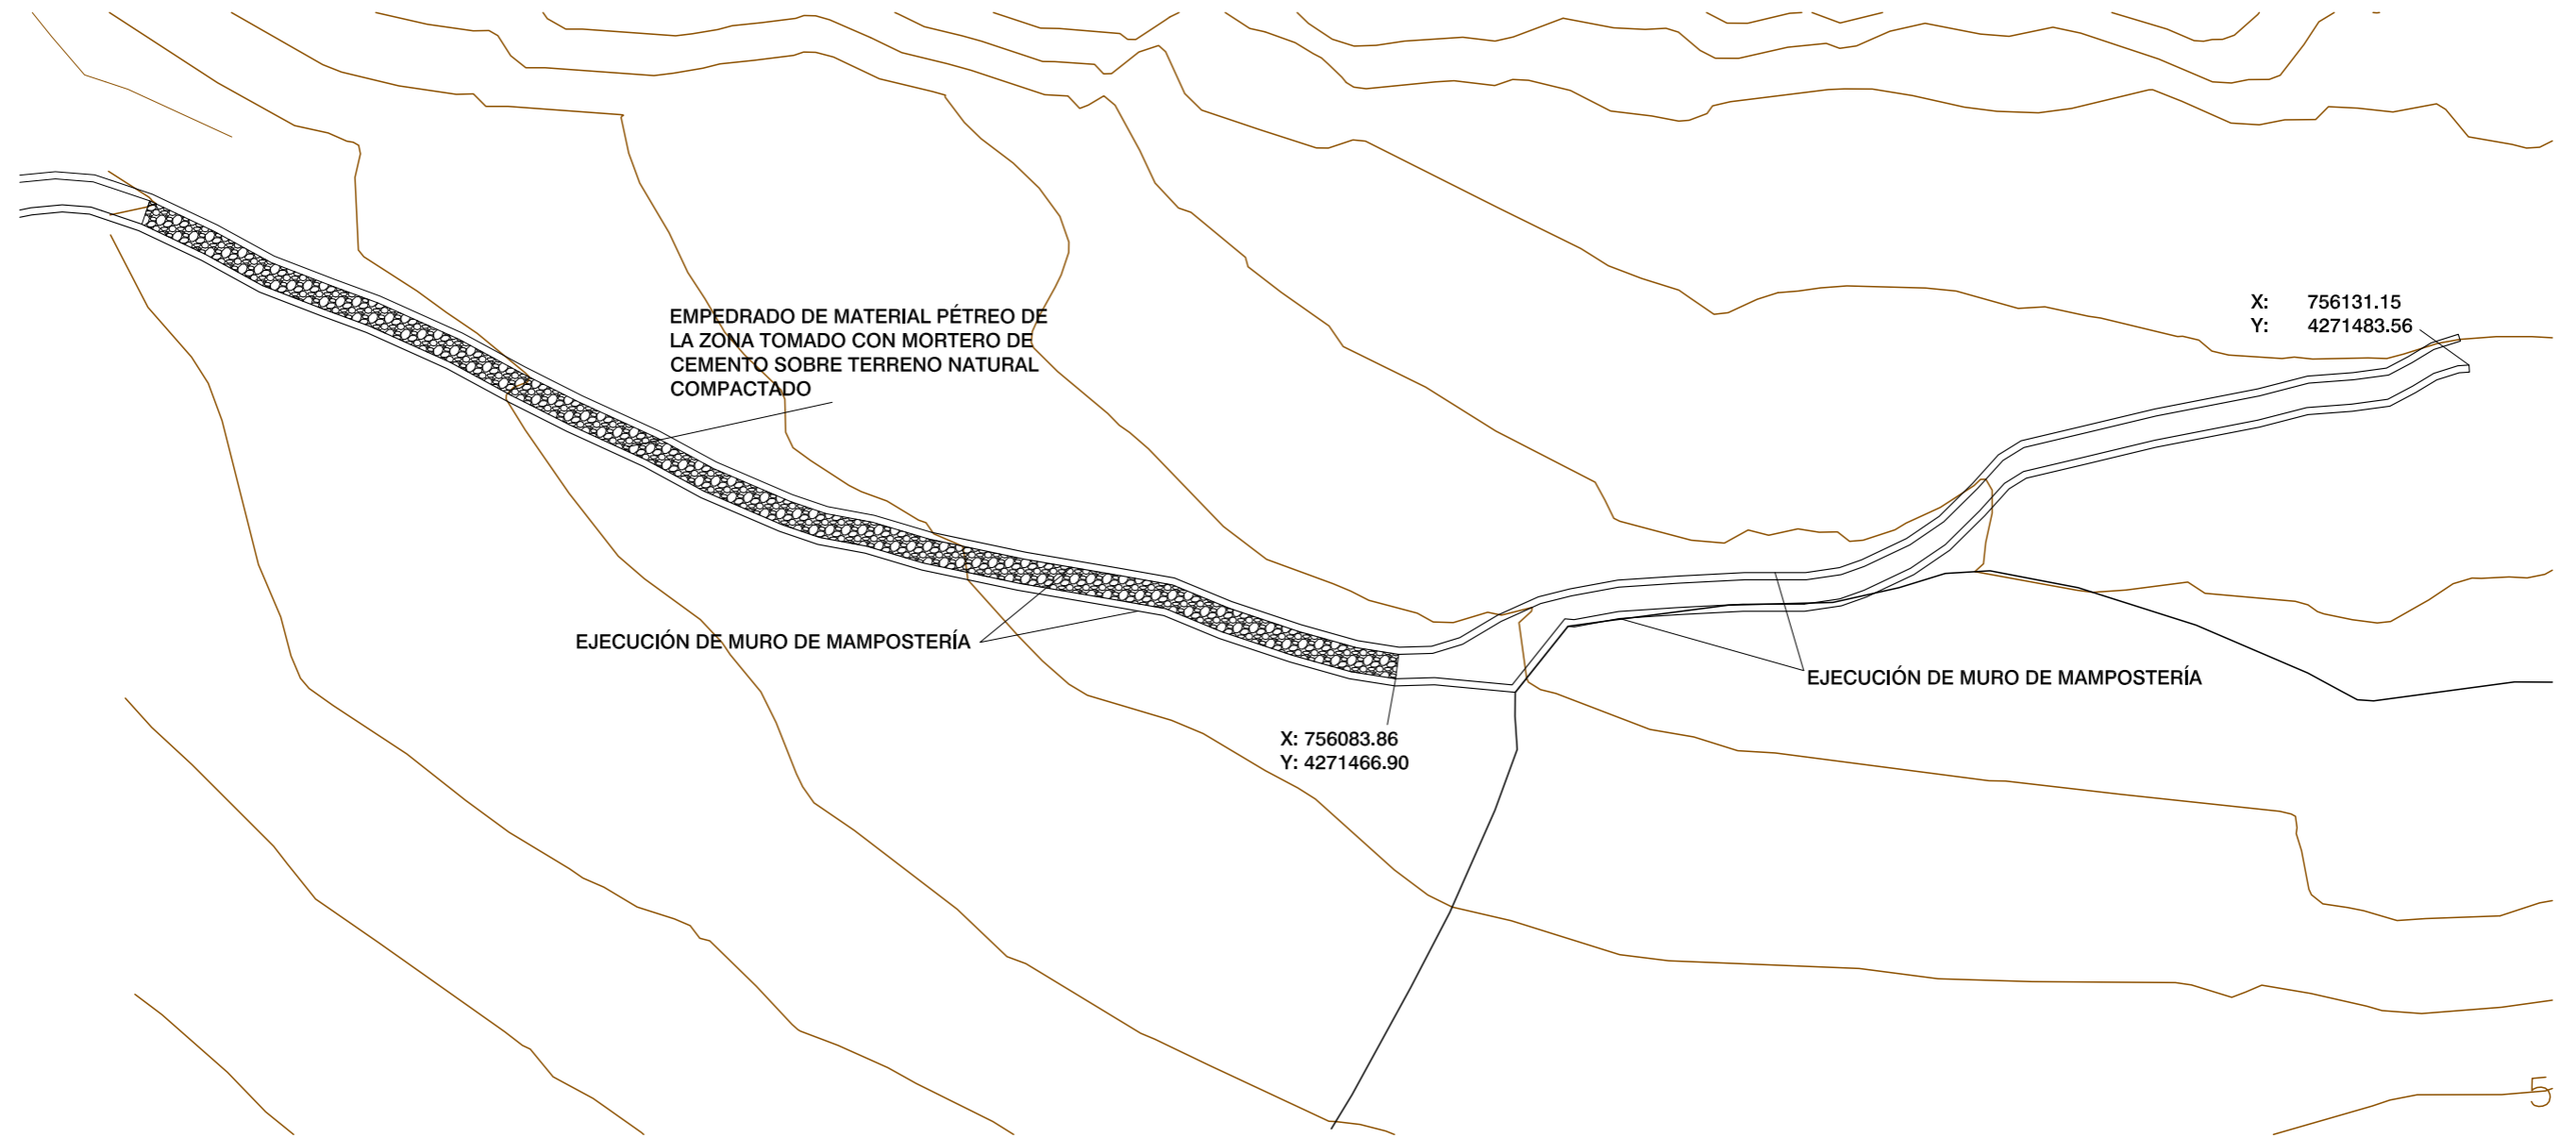 EMPEDRADO DE MATERIAL PÉTREO DE
LA ZONA TOMADO CON MORTERO DE
CEMENTO SOBRE TERRENO NATURAL
COMPACTADO
X: 756131.15
Y: 4271483.56
EJECUCIÓN DE MURO DE MAMPOSTERÍA
EJECUCIÓN DE MURO DE MAMPOSTERÍA
X: 756083.86
Y: 4271466.90
5